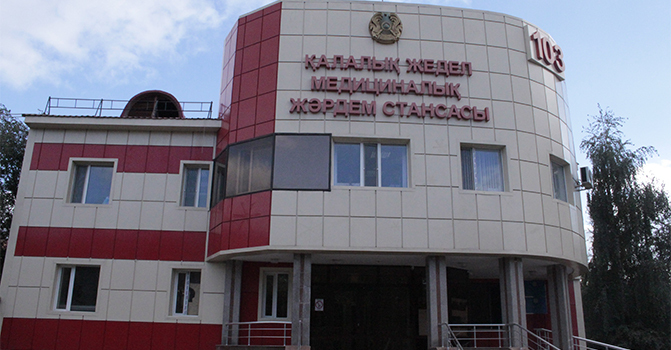 103
ҚАЛАЛЫҚ ЖЕДЕЛ
МЕДИЦИНАЛЫҚ
ЖӘРДЕМ СТАНСАСЫ